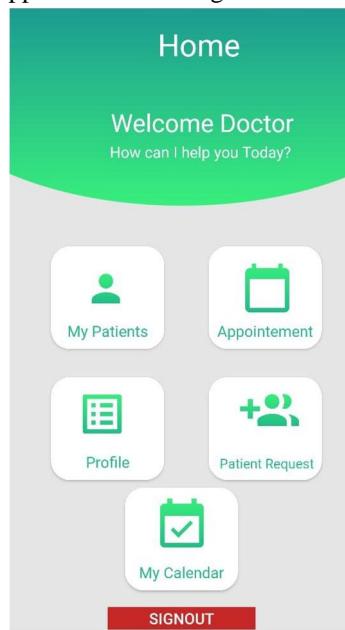 Home
Welcome Doctor
How can I help you Today?
My Patients
Appointement
Profile
Patient Request
My Calendar
SIGNOUT